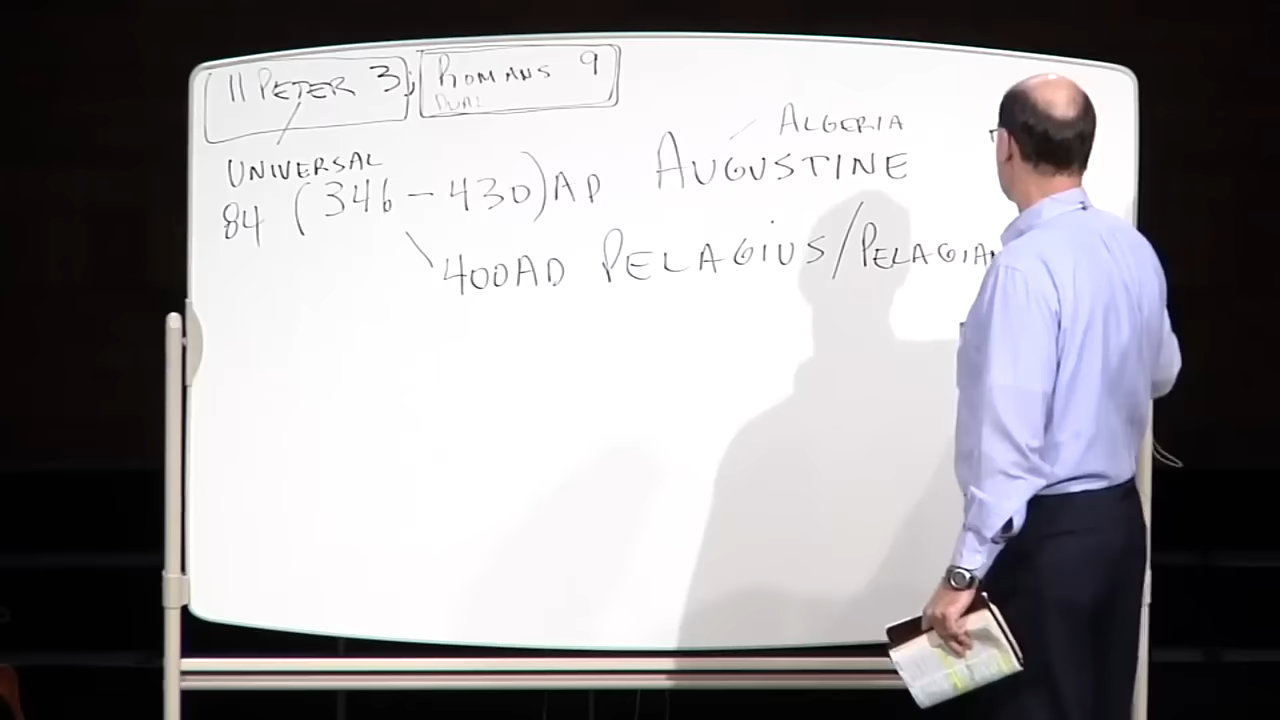 II PETER 3; ROMANS 9
DUAL
UNIVERSAL
ALGERIA
84 (346 - 430) AD AUGUSTINE
400AD PELAGIUS/PELAGIAN